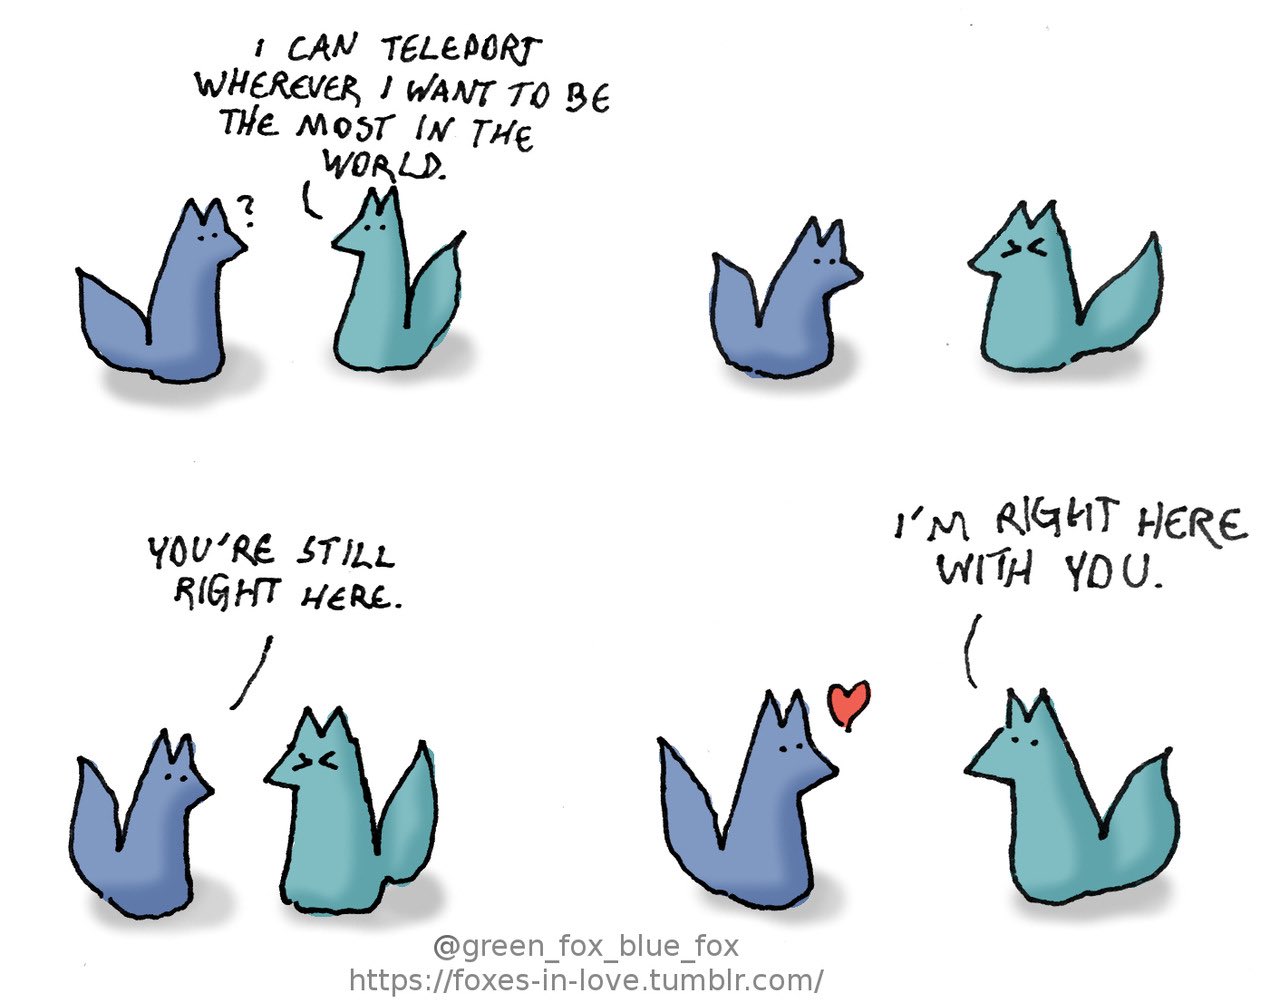 I CAN TELEPORT
WHEREVER I WANT TO BE
THE MOST IN THE
WORLD.
?
YOU'RE STILL
RIGHT HERE.
I'M RIGHT HERE
WITH YOU.
@green_fox_blue_fox
https://foxes-in-love.tumblr.com/